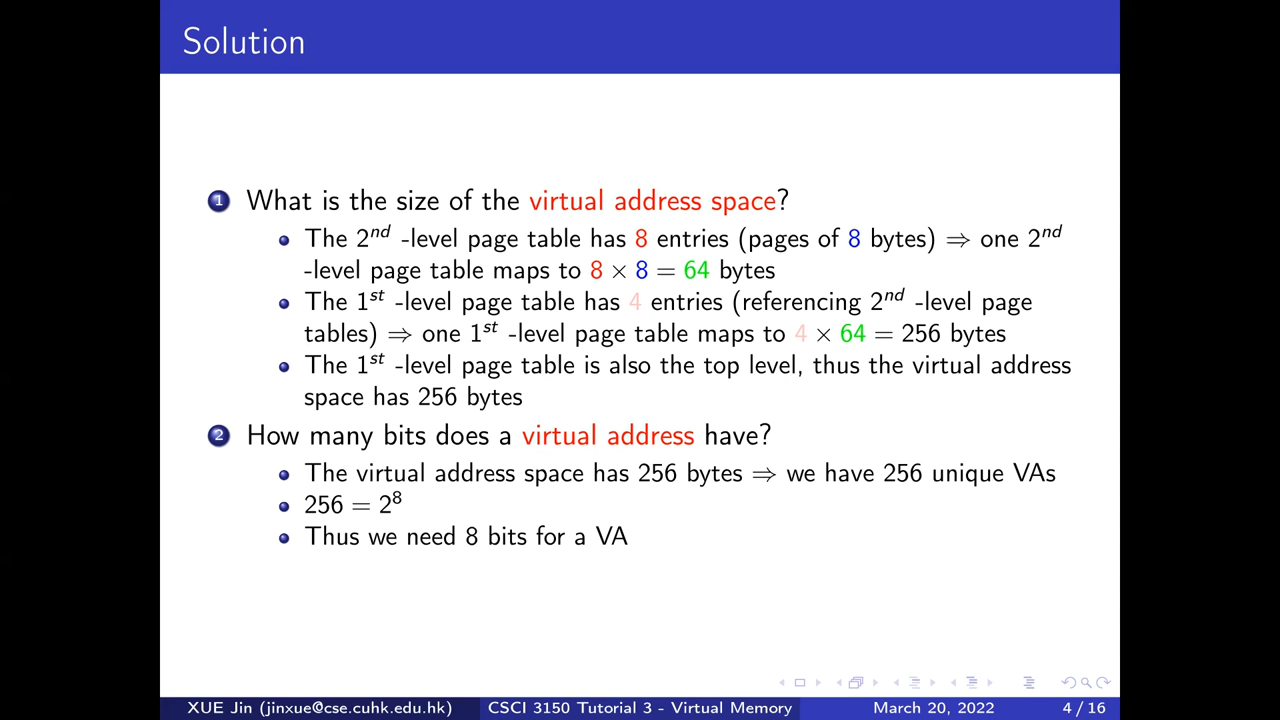 Solution
1 What is the size of the virtual address space?
The 2nd -level page table has 8 entries (pages of 8 bytes) ⇒ one 2nd
-level page table maps to 8 × 8 = 64 bytes
The 1st -level page table has 4 entries (referencing 2nd -level page
tables) ⇒ one 1st -level page table maps to 4 × 64 = 256 bytes
The 1st -level page table is also the top level, thus the virtual address
space has 256 bytes
2 How many bits does a virtual address have?
The virtual address space has 256 bytes ⇒ we have 256 unique VAs
256 = 2^8
Thus we need 8 bits for a VA
XUE Jin (jinxue@cse.cuhk.edu.hk) CSCI 3150 Tutorial 3 - Virtual Memory March 20, 2022 4 / 16